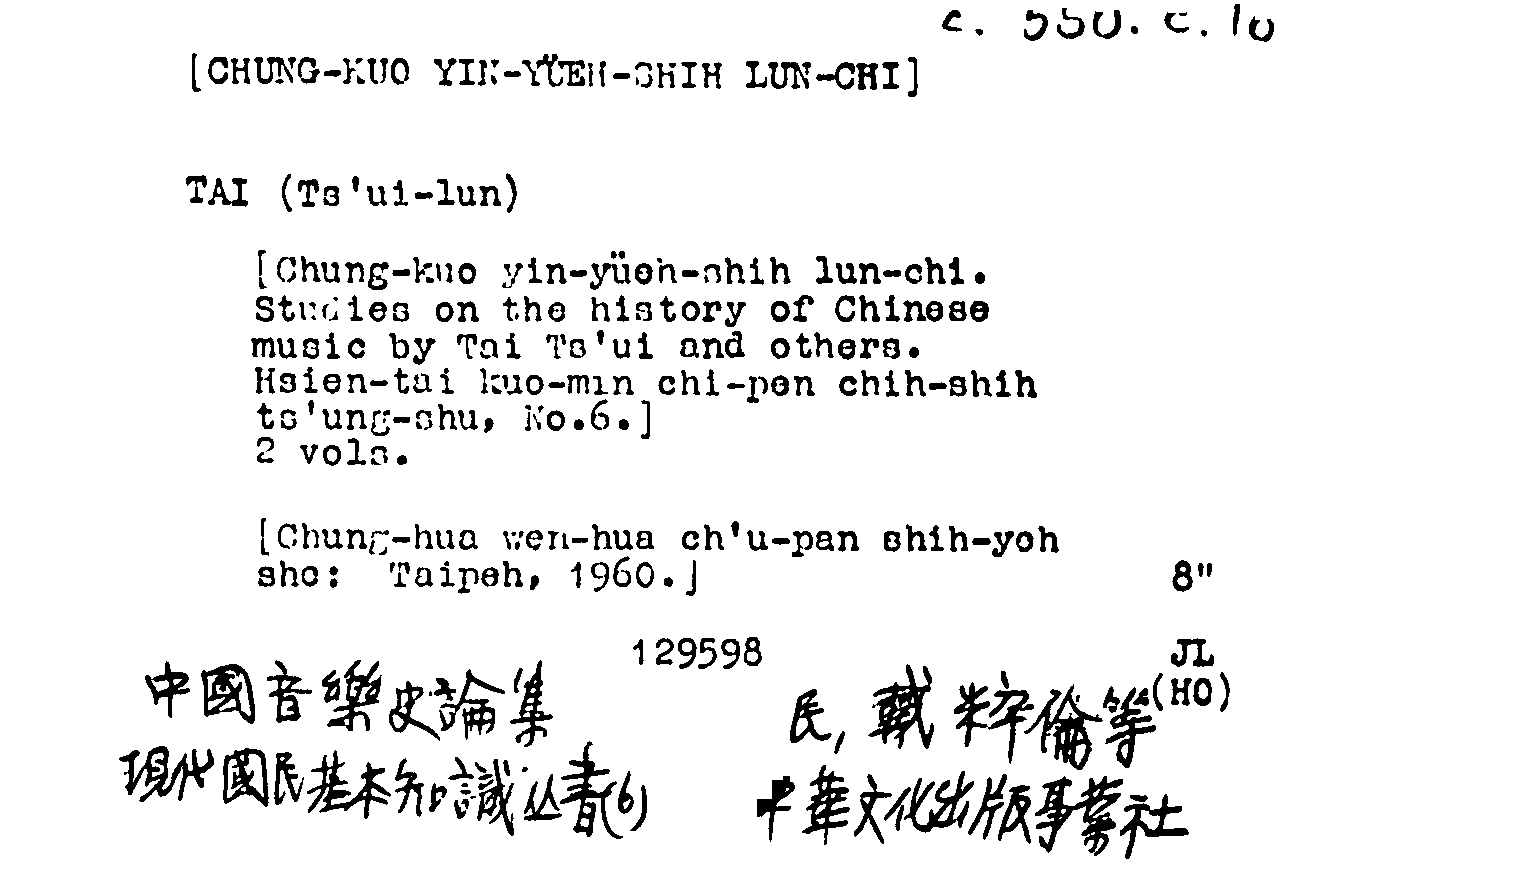 c. 550. c. 10
[CHUNG-KUO YIN-YÜEH-SHIH LUN-CHI]
TAI (Ts'ui-lun)
[Chung-kuo yin-yüeh-shih lun-chi.
Studies on the history of Chinese
music by Tai Ts'ui and others.
Hsien-tai kuo-min chi-pen chih-shih
ts'ung-shu, No.6.]
2 vols.
[Chung-hua wen-hua ch'u-pan shih-yeh
she: Taipeh, 1960.]
8"
129598
JL
(HO)
中國音樂史論集
民, 戴粹倫等
現代國民基本知識丛書(6)
中華文化出版事業社